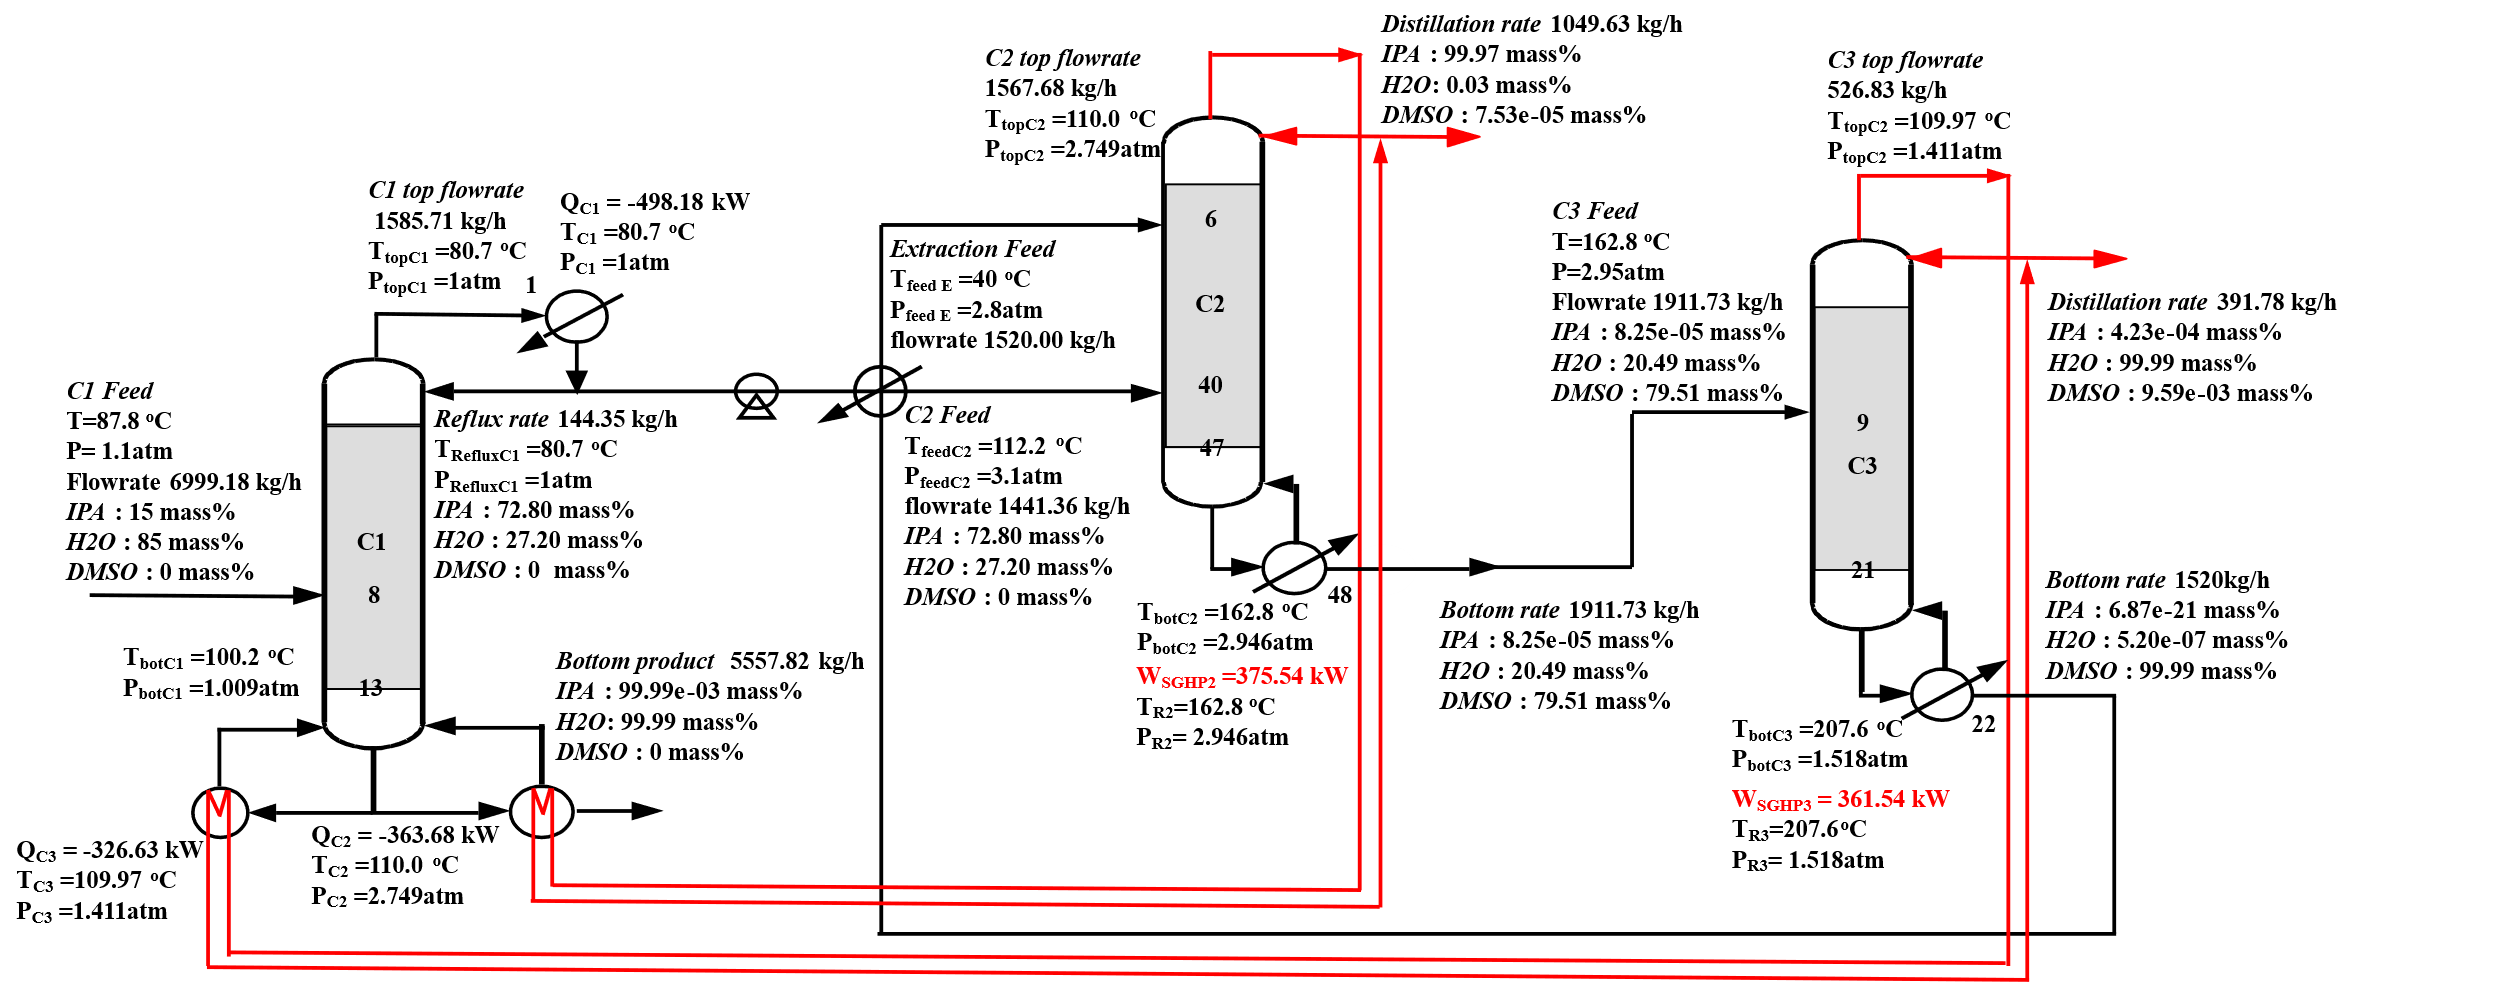 C1 Feed
T=87.8 °C
P= 1.1atm
Flowrate 6999.18 kg/h
IPA : 15 mass%
H2O : 85 mass%
DMSO : 0 mass%
C1 top flowrate
1585.71 kg/h
TtopC1 =80.7 °C
PtopC1 =1atm
1
QC1 = -498.18 kW
TC1 =80.7 °C
PC1 =1atm
Reflux rate 144.35 kg/h
TRefluxC1 =80.7 °C
PRefluxC1 =1atm
IPA : 72.80 mass%
H2O : 27.20 mass%
DMSO : 0 mass%
C1
8
13
TbotC1 =100.2 °C
PbotC1 =1.009atm
Bottom product 5557.82 kg/h
IPA : 99.99e-03 mass%
H2O: 99.99 mass%
DMSO : 0 mass%
QC3 = -326.63 kW
TC3 =109.97 °C
PC3 =1.411atm
QC2 = -363.68 kW
TC2 =110.0 °C
PC2 =2.749atm
Extraction Feed
Tfeed E =40 °C
Pfeed E =2.8atm
flowrate 1520.00 kg/h
C2 Feed
TfeedC2 =112.2 °C
PfeedC2 =3.1atm
flowrate 1441.36 kg/h
IPA : 72.80 mass%
H2O : 27.20 mass%
DMSO : 0 mass%
C2 top flowrate
1567.68 kg/h
TtopC2 =110.0 °C
PtopC2 =2.749atm
Distillation rate 1049.63 kg/h
IPA : 99.97 mass%
H2O: 0.03 mass%
DMSO : 7.53e-05 mass%
6
C2
40
47
48
TbotC2 =162.8 °C
PbotC2 =2.946atm
WSGHP2 =375.54 kW
TR2=162.8 °C
PR2= 2.946atm
Bottom rate 1911.73 kg/h
IPA : 8.25e-05 mass%
H2O : 20.49 mass%
DMSO : 79.51 mass%
C3 Feed
T=162.8 °C
P=2.95atm
Flowrate 1911.73 kg/h
IPA : 8.25e-05 mass%
H2O : 20.49 mass%
DMSO : 79.51 mass%
C3 top flowrate
526.83 kg/h
TtopC2 =109.97 °C
PtopC2 =1.411atm
9
C3
21
22
Distillation rate 391.78 kg/h
IPA : 4.23e-04 mass%
H2O : 99.99 mass%
DMSO : 9.59e-03 mass%
Bottom rate 1520kg/h
IPA : 6.87e-21 mass%
H2O : 5.20e-07 mass%
DMSO : 99.99 mass%
TbotC3 =207.6 °C
PbotC3 =1.518atm
WSGHP3 = 361.54 kW
TR3=207.6°C
PR3= 1.518atm